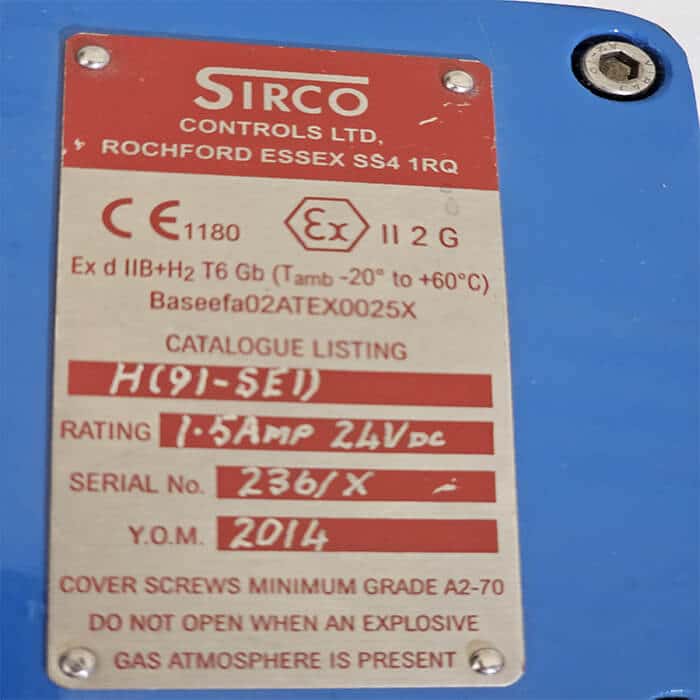 SIRCO
CONTROLS LTD,
ROCHFORD ESSEX SS4 1RQ
CE 1180 Ex II 2 G
Ex d IIB+H2 T6 Gb (Tamb -20° to +60°C)
Baseefa02ATEX0025X
CATALOGUE LISTING
H(91-SE1)
RATING 1.5AMP 24VDC
SERIAL No. 236/X
Y.O.M. 2014
COVER SCREWS MINIMUM GRADE A2-70
DO NOT OPEN WHEN AN EXPLOSIVE
GAS ATMOSPHERE IS PRESENT